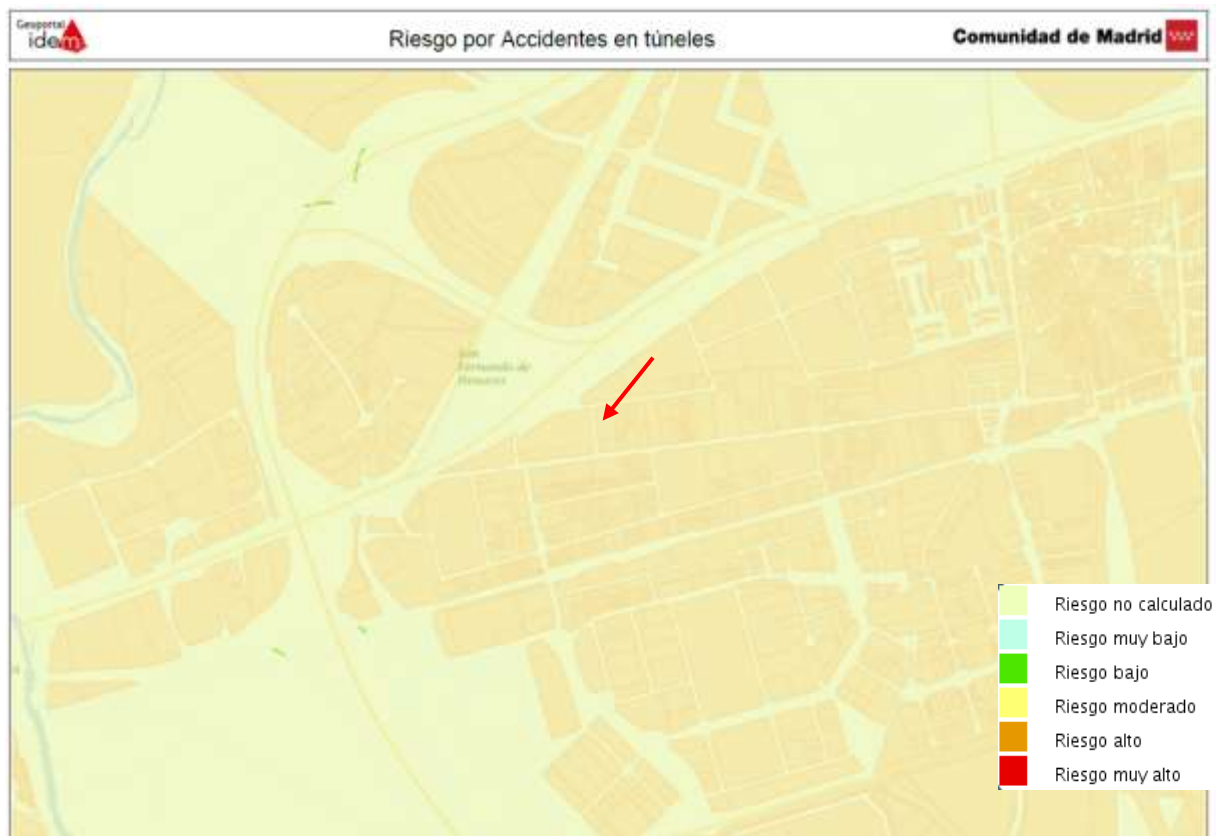 Geoportal
idem
Riesgo por Accidentes en túneles
Comunidad de Madrid
San
Fernando de
Henares
Riesgo no calculado
Riesgo muy bajo
Riesgo bajo
Riesgo moderado
Riesgo alto
Riesgo muy alto